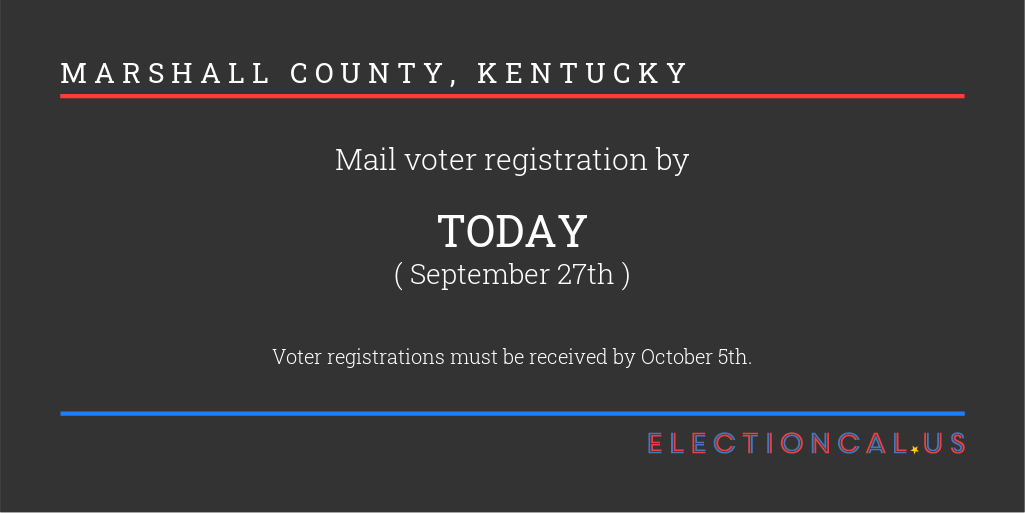 MARSHALL COUNTY, KENTUCKY
Mail voter registration by
TODAY
( September 27th )
Voter registrations must be received by October 5th.
ELECTIONCAL.US